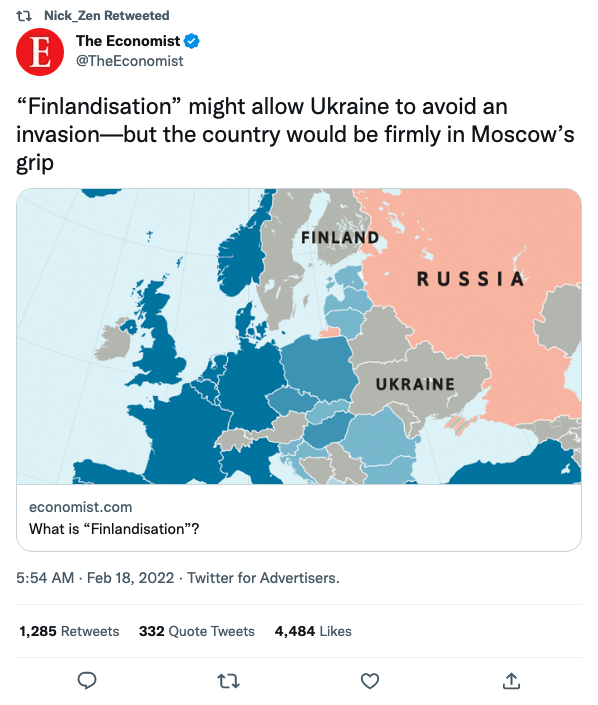 Nick_Zen Retweeted
E
The Economist
@TheEconomist
“Finlandisation” might allow Ukraine to avoid an
invasion—but the country would be firmly in Moscow’s
grip
FINLAND
RUSSIA
UKRAINE
economist.com
What is “Finlandisation”?
5:54 AM · Feb 18, 2022 · Twitter for Advertisers.
1,285 Retweets 332 Quote Tweets 4,484 Likes